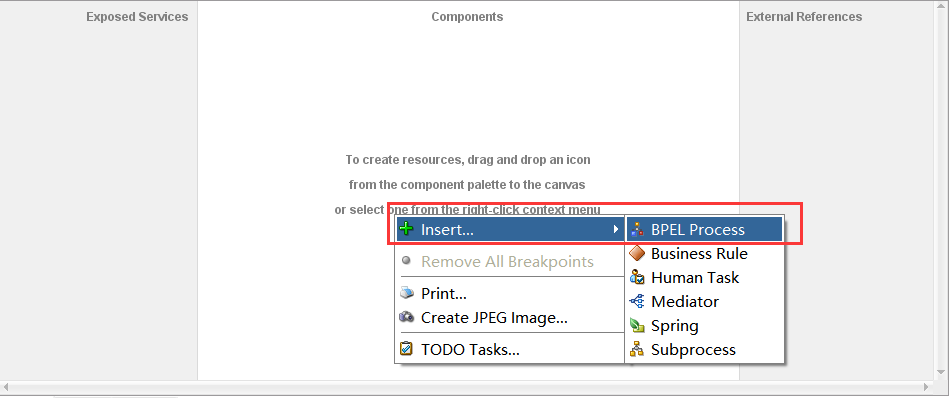 Exposed Services
Components
External References
To create resources, drag and drop an icon
from the component palette to the canvas
or select one from the right-click context menu
Insert...
Remove All Breakpoints
Print...
Create JPEG Image...
TODO Tasks...
BPEL Process
Business Rule
Human Task
Mediator
Spring
Subprocess